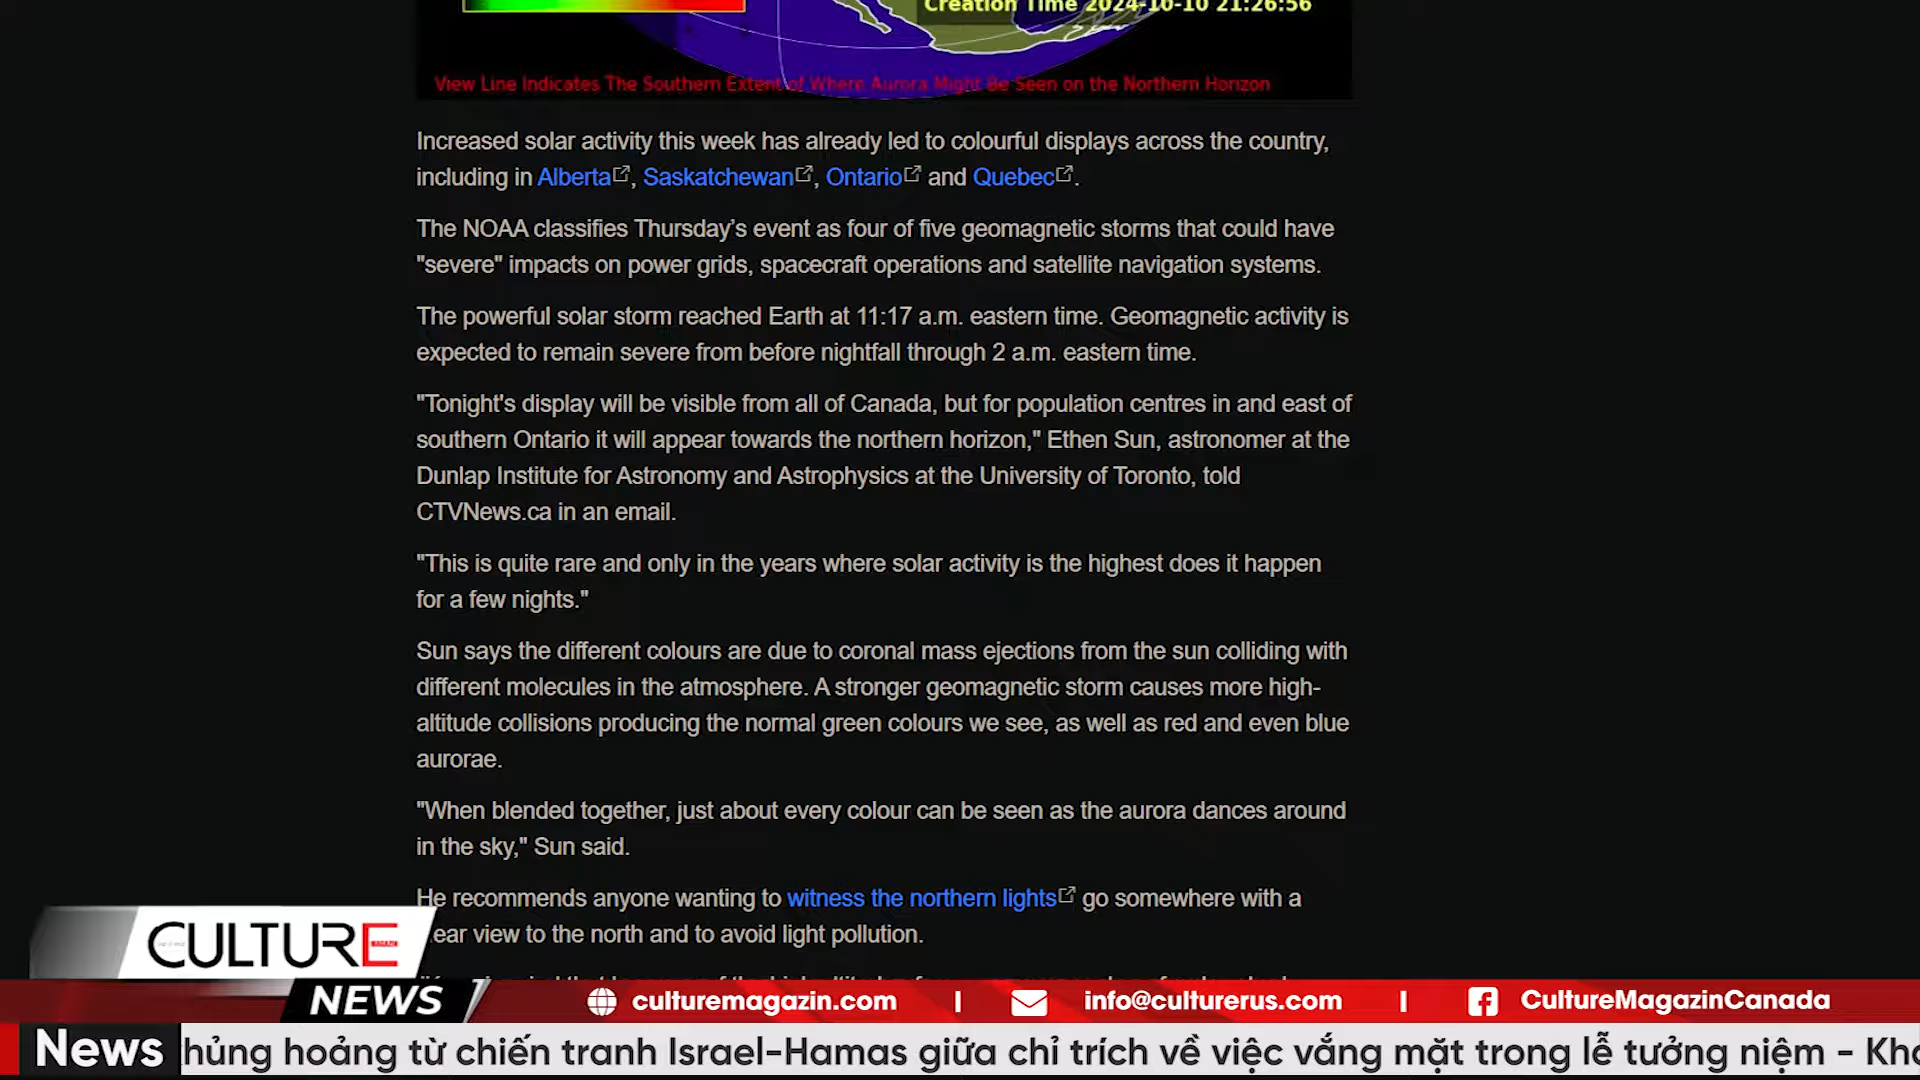 Creation Time 2024-10-10 21:26:56
View Line Indicates The Southern Extent of Where Aurora Might Be Seen on the Northern Horizon
Increased solar activity this week has already led to colourful displays across the country,
including in Alberta, Saskatchewan, Ontario and Quebec.
The NOAA classifies Thursday’s event as four of five geomagnetic storms that could have
"severe" impacts on power grids, spacecraft operations and satellite navigation systems.
The powerful solar storm reached Earth at 11:17 a.m. eastern time. Geomagnetic activity is
expected to remain severe from before nightfall through 2 a.m. eastern time.
"Tonight's display will be visible from all of Canada, but for population centres in and east of
southern Ontario it will appear towards the northern horizon," Ethen Sun, astronomer at the
Dunlap Institute for Astronomy and Astrophysics at the University of Toronto, told
CTVNews.ca in an email.
"This is quite rare and only in the years where solar activity is the highest does it happen
for a few nights."
Sun says the different colours are due to coronal mass ejections from the sun colliding with
different molecules in the atmosphere. A stronger geomagnetic storm causes more high-
altitude collisions producing the normal green colours we see, as well as red and even blue
aurorae.
"When blended together, just about every colour can be seen as the aurora dances around
in the sky," Sun said.
He recommends anyone wanting to witness the northern lights go somewhere with a
ear view to the north and to avoid light pollution.
CULTURE
NEWS
culturemagazin.com | info@culturerus.com | CultureMagazinCanada
News hủng hoảng từ chiến tranh Israel-Hamas giữa chỉ trích về việc vắng mặt trong lễ tưởng niệm - Kho